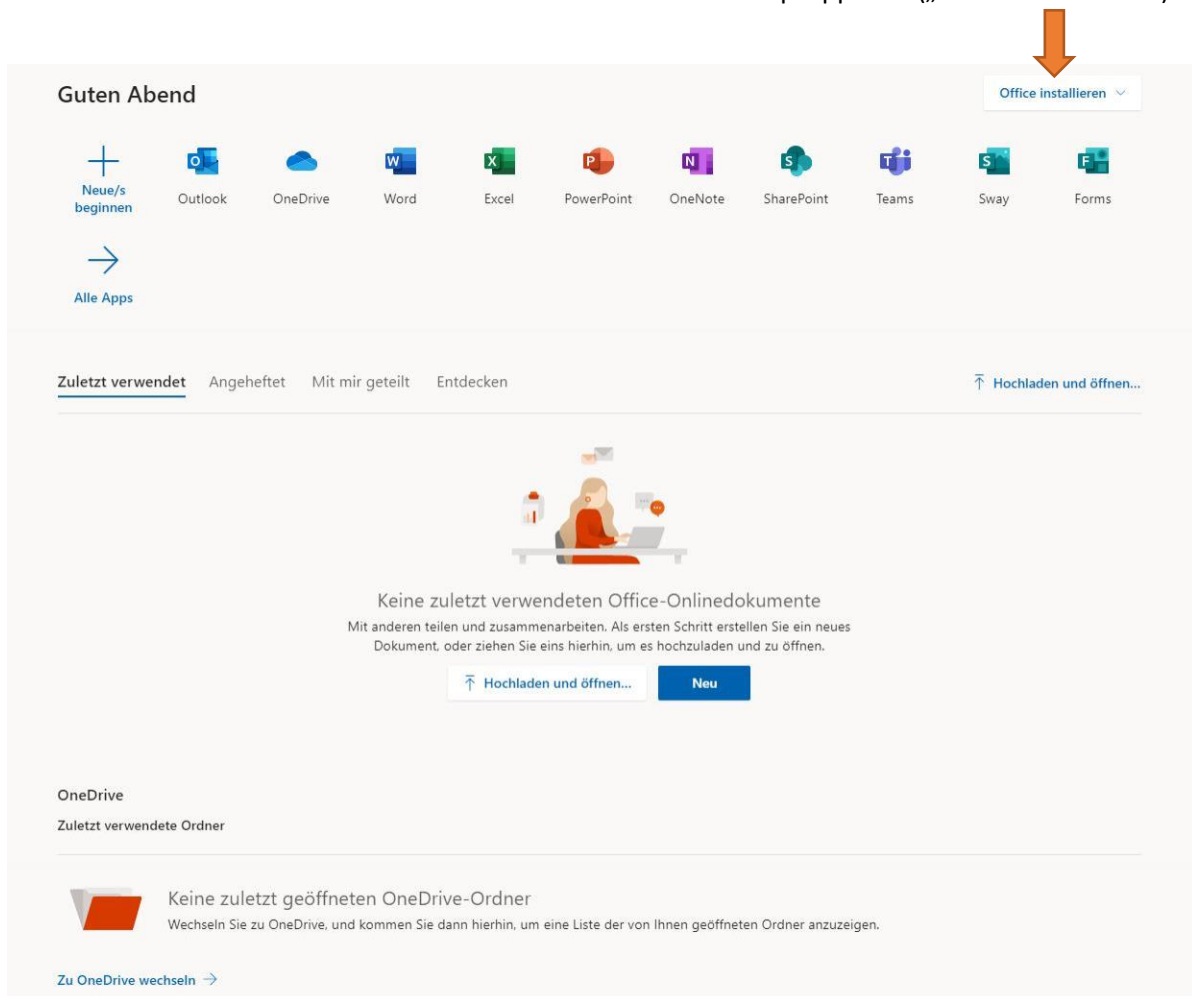 Guten Abend
Office installieren
Neue/s
beginnen
Outlook
OneDrive
Word
Excel
PowerPoint
OneNote
SharePoint
Teams
Sway
Forms
Alle Apps
Zuletzt verwendet Angeheftet Mit mir geteilt Entdecken
Hochladen und öffnen...
Keine zuletzt verwendeten Office-Onlinedokumente
Mit anderen teilen und zusammenarbeiten. Als ersten Schritt erstellen Sie ein neues
Dokument, oder ziehen Sie eins hierhin, um es hochzuladen und zu öffnen.
Hochladen und öffnen... Neu
OneDrive
Zuletzt verwendete Ordner
Keine zuletzt geöffneten OneDrive-Ordner
Wechseln Sie zu OneDrive, und kommen Sie dann hierhin, um eine Liste der von Ihnen geöffneten Ordner anzuzeigen.
Zu OneDrive wechseln